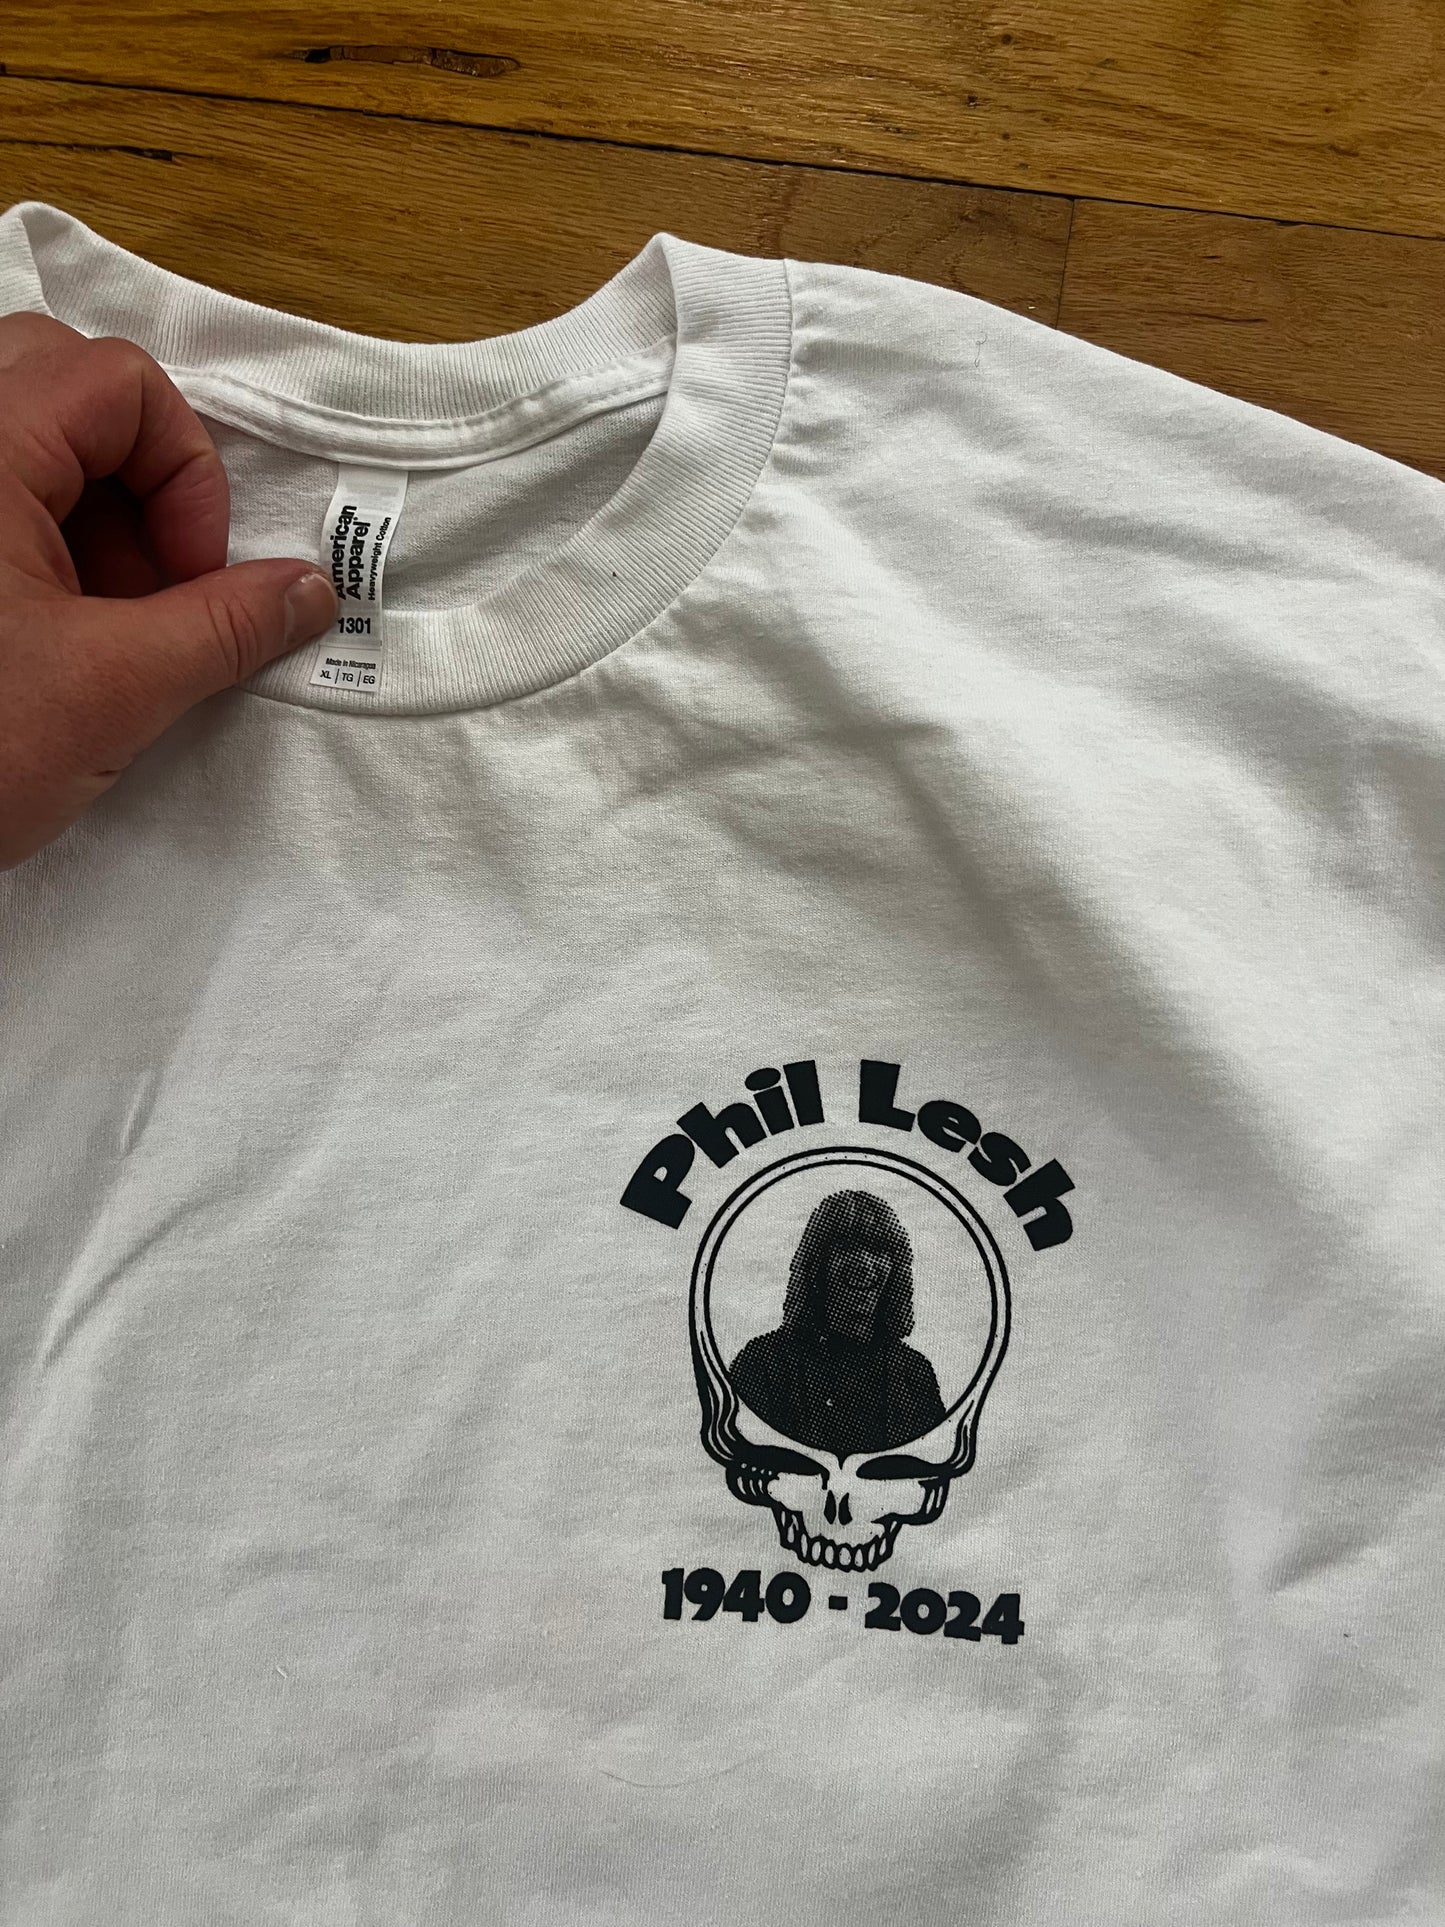 American
Apparel
Heavyweight Cotton
1301
Made in Nicaragua
XL | TG | EG
Phil Lesh
1940 - 2024